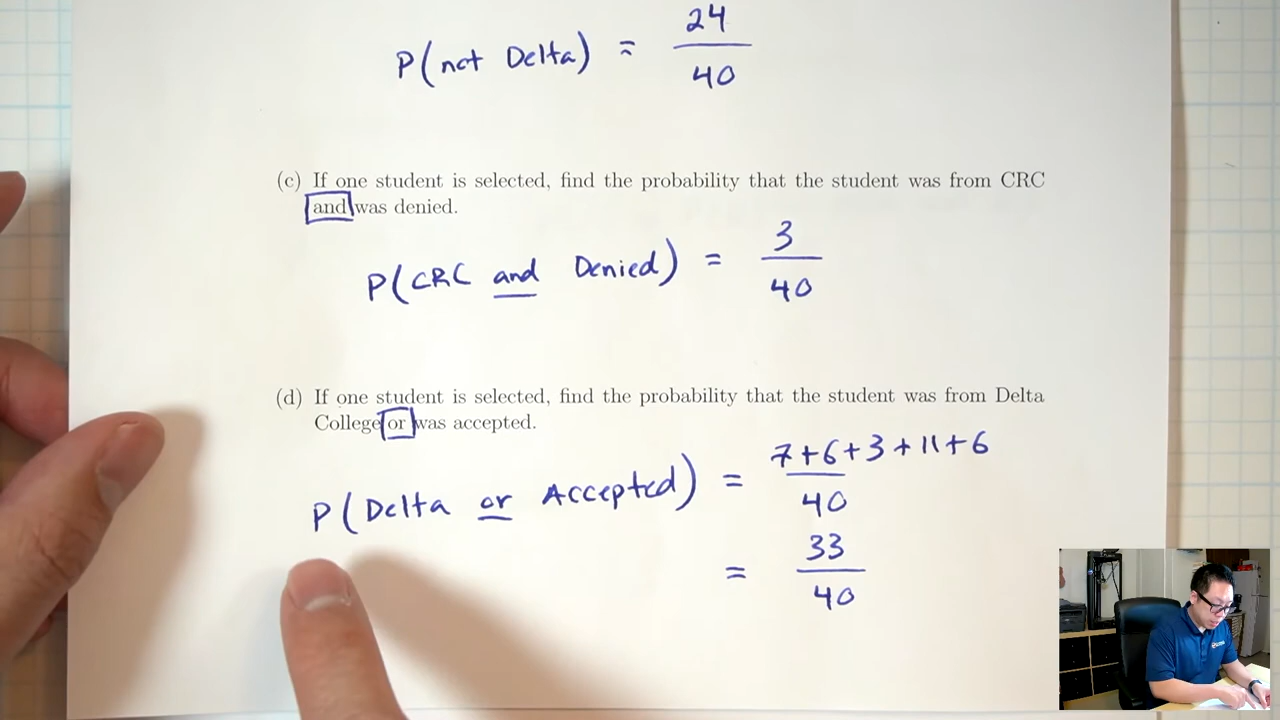 P(not Delta) = 24/40
(c) If one student is selected, find the probability that the student was from CRC
and was denied.
P(CRC and Denied) = 3/40
(d) If one student is selected, find the probability that the student was from Delta
College or was accepted.
P(Delta or Accepted) = 7+6+3+11+6/40
= 33/40